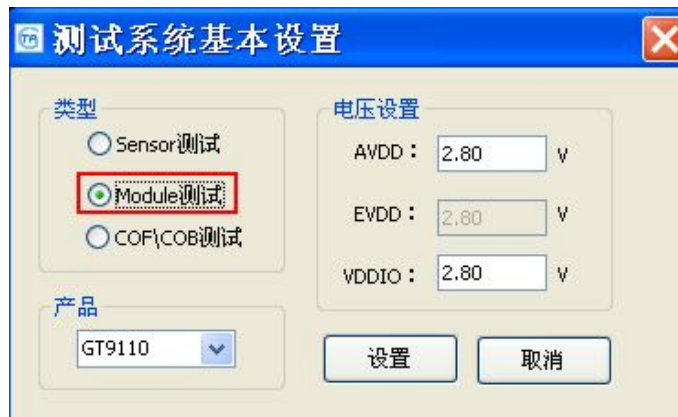 测试系统基本设置
类型
Sensor测试
Module测试
COF\COB测试
产品
GT9110
电压设置
AVDD： 2.80 V
EVDD： 2.80 V
VDDIO： 2.80 V
设置 取消